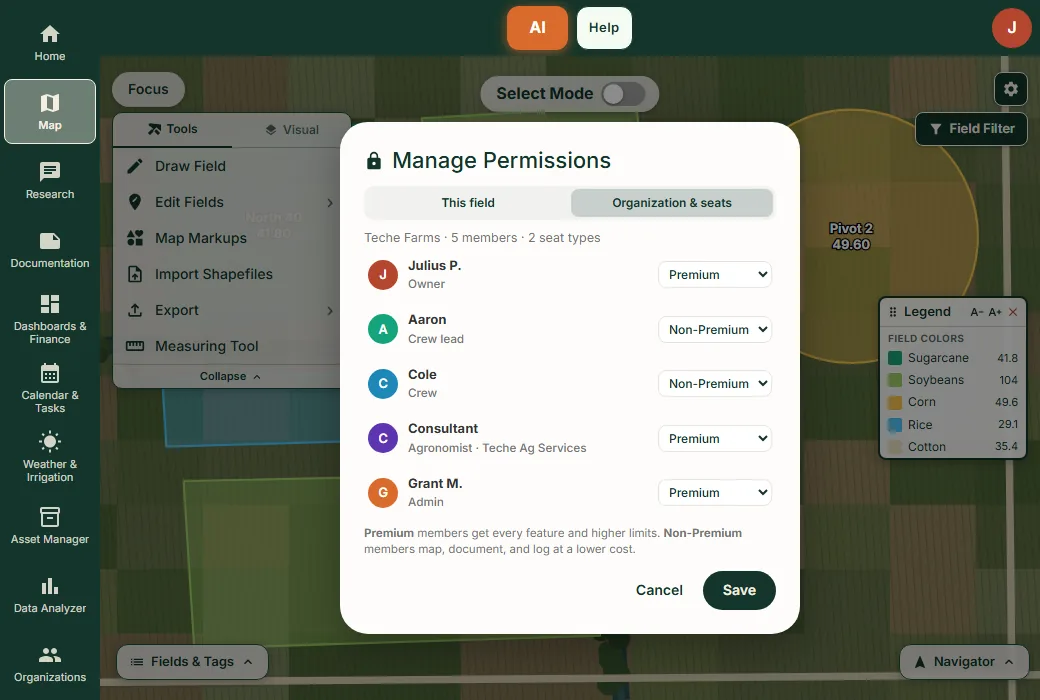 AI
Help
J
Home
Map
Research
Documentation
Dashboards &
Finance
Calendar &
Tasks
Weather &
Irrigation
Asset Manager
Data Analyzer
Organizations
Focus
Select Mode
Field Filter
Tools
Visual
Draw Field
Edit Fields
Map Markups
Import Shapefiles
Export
Measuring Tool
Collapse
North 40
41.80
Pivot 2
49.60
Manage Permissions
This field
Organization & seats
Teche Farms · 5 members · 2 seat types
J
Julius P.
Owner
Premium
A
Aaron
Crew lead
Non-Premium
C
Cole
Crew
Non-Premium
C
Consultant
Agronomist · Teche Ag Services
Premium
G
Grant M.
Admin
Premium
Premium members get every feature and higher limits. Non-Premium
members map, document, and log at a lower cost.
Cancel
Save
Legend
A- A+
FIELD COLORS
Sugarcane 41.8
Soybeans 104
Corn 49.6
Rice 29.1
Cotton 35.4
Fields & Tags
Navigator